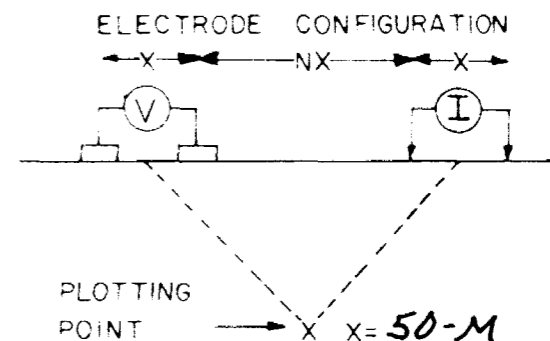 ELECTRODE CONFIGURATION
X NX X
V I
PLOTTING
POINT X X= 50-M